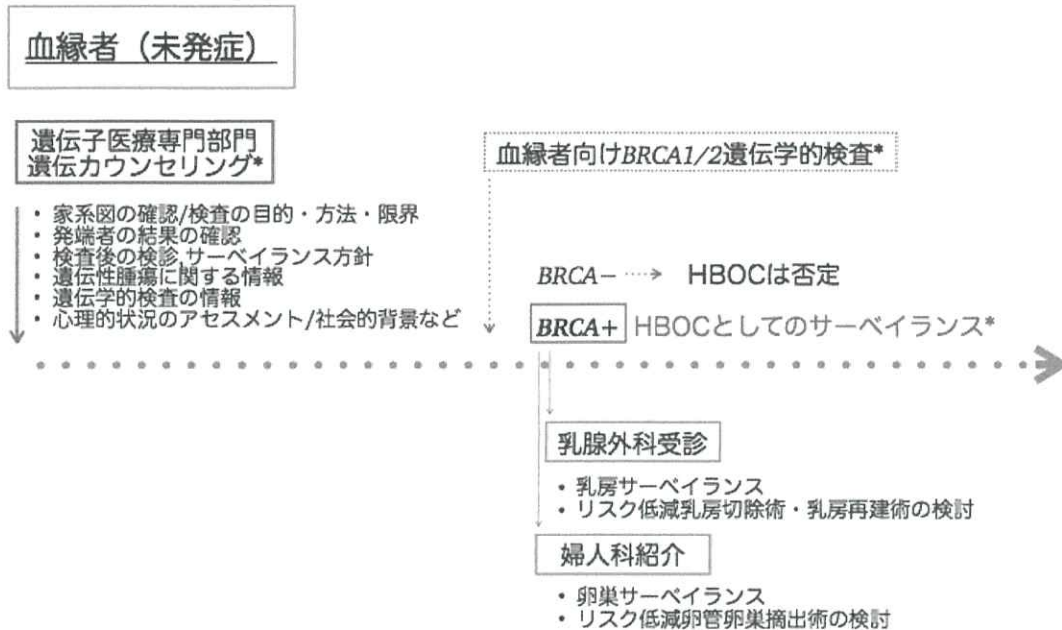 血縁者（未発症）
遺伝子医療専門部門
遺伝カウンセリング*
・家系図の確認/検査の目的・方法・限界
・発端者の結果の確認
・検査後の検診,サーベイランス方針
・遺伝性腫瘍に関する情報
・遺伝学的検査の情報
・心理的状況のアセスメント/社会的背景など
血縁者向けBRCA1/2遺伝学的検査*
BRCA− HBOCは否定
BRCA+ HBOCとしてのサーベイランス*
乳腺外科受診
・乳房サーベイランス
・リスク低減乳房切除術・乳房再建術の検討
婦人科紹介
・卵巣サーベイランス
・リスク低減卵管卵巣摘出術の検討